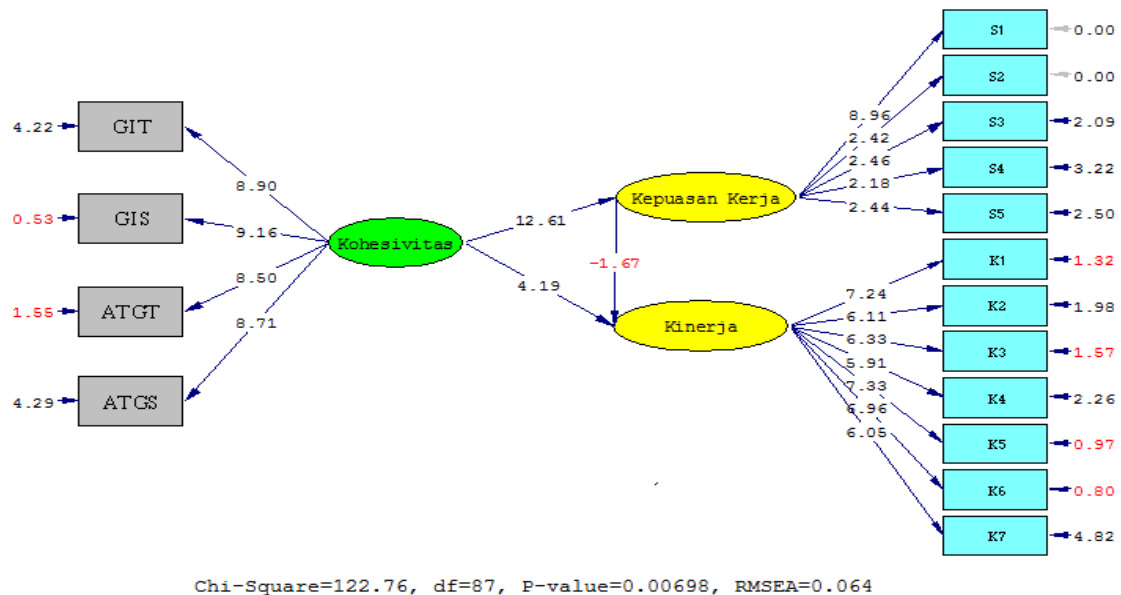 S1
0.00
S2
0.00
GIT
4.22
8.96
S3
2.09
2.42
2.46
S4
3.22
8.90
2.18
Kepuasan Kerja
GIS
0.53
12.61
2.44
S5
2.50
9.16
Kohesivitas
K1
1.32
-1.67
8.50
4.19
7.24
K2
1.98
ATGT
1.55
6.11
8.71
Kinerja
6.33
K3
1.57
5.91
7.33
K4
2.26
ATGS
4.29
6.96
6.05
K5
0.97
K6
0.80
K7
4.82
Chi-Square=122.76, df=87, P-value=0.00698, RMSEA=0.064